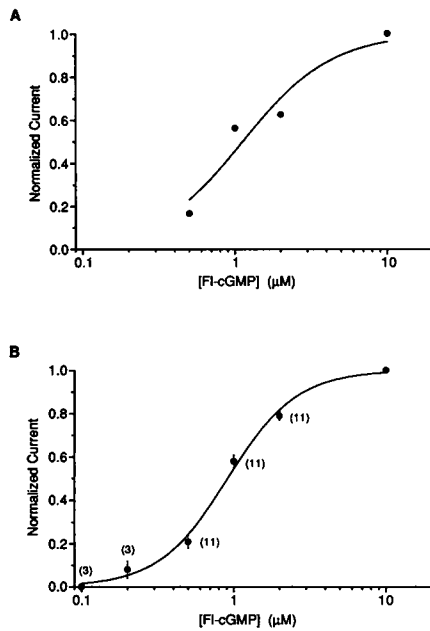 A
Normalized Current
1.0
0.8
0.6
0.4
0.2
0.0
0.1 1 10
[Fl-cGMP] (μM)
B
Normalized Current
1.0
0.8
0.6
0.4
0.2
0.0
(3)
(3)
(11)
(11)
(11)
0.1 1 10
[Fl-cGMP] (μM)